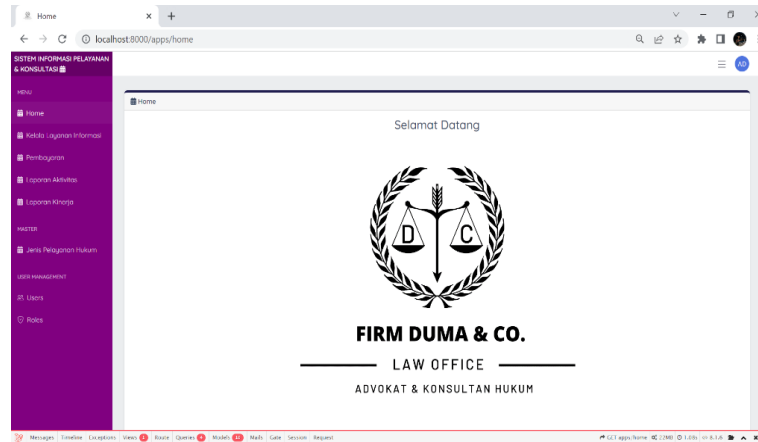 Home
localhost:8000/apps/home
SISTEM INFORMASI PELAYANAN
& KONSULTASI
AD
MENU
Home
Home
Kelola Layanan Informasi
Pembayaran
Laporan Aktivitas
Laporan Kinerja
MASTER
Jenis Pelayanan Hukum
USER MANAGEMENT
Users
Roles
Selamat Datang
D C
FIRM DUMA & CO.
LAW OFFICE
ADVOKAT & KONSULTAN HUKUM
Messages Timeline Exceptions Views Route Queries Models Mails Gate Session Request GET apps/home 22MB